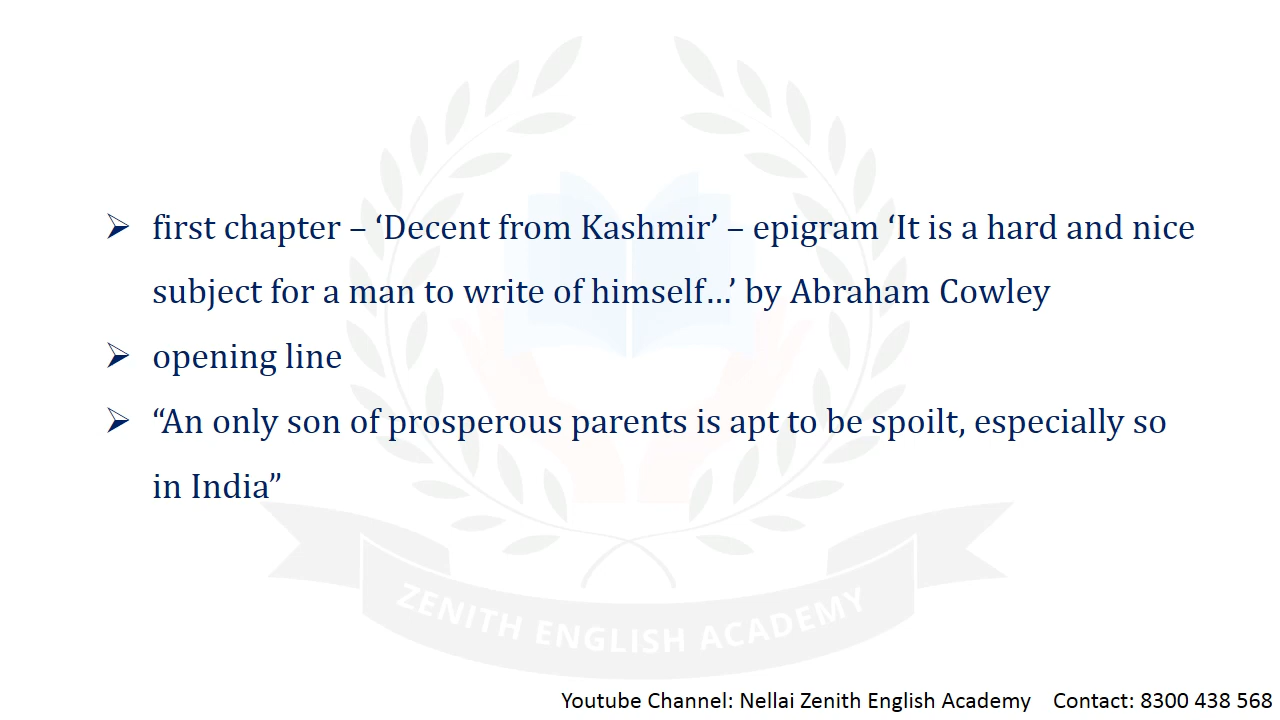 ➢ first chapter – ‘Decent from Kashmir’ – epigram ‘It is a hard and nice
subject for a man to write of himself…’ by Abraham Cowley
➢ opening line
➢ “An only son of prosperous parents is apt to be spoilt, especially so
in India”
ZENITH ENGLISH ACADEMY
Youtube Channel: Nellai Zenith English Academy Contact: 8300 438 568